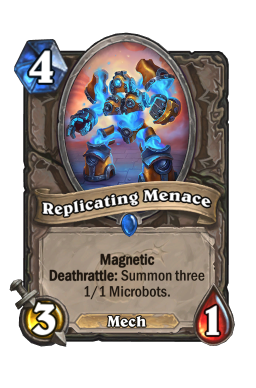 4
Replicating Menace
Magnetic
Deathrattle: Summon three
1/1 Microbots.
3
Mech
1